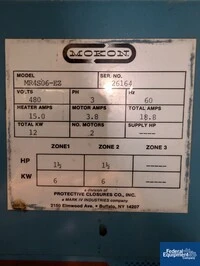 MOKON
MODEL SERIAL NO.
MR4S06-EZ 26164
VOLTS PH HZ
480 3 60
HEATER AMPS MOTOR AMPS TOTAL AMPS
15.0 3.8 18.8
TOTAL KW NO. MOTORS SUPPLY HP
12 2 -----
ZONE 1 ZONE 2 ZONE 3
HP 1½ 1½ -----
KW 6 6 -----
a division of
PROTECTIVE CLOSURES CO., INC.
a MARK IV INDUSTRIES company
2150 Elmwood Ave. • Buffalo, NY 14207
Federal
Equipment Company